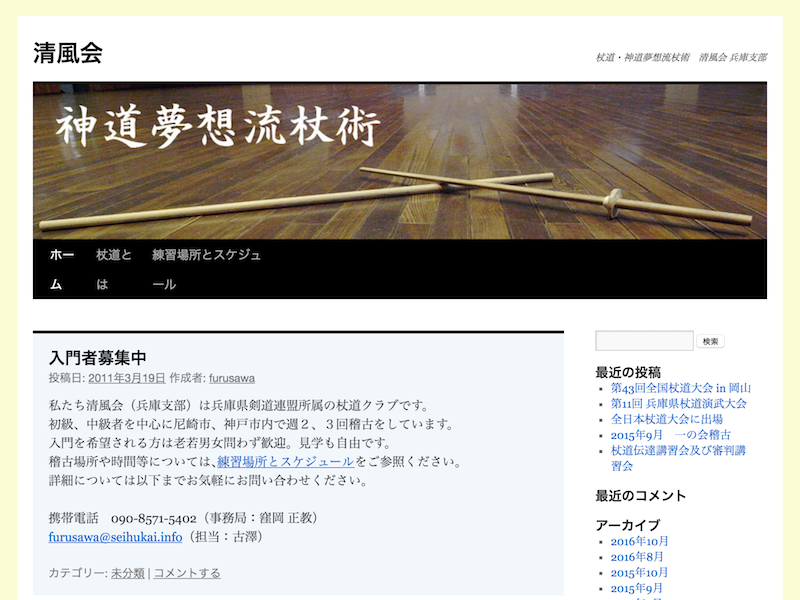 清風会
杖道・神道夢想流杖術　清風会 兵庫支部
神道夢想流杖術
ホー
ム
杖道と
は
練習場所とスケジュ
ール
入門者募集中
投稿日: 2011年3月19日 作成者: furusawa
私たち清風会（兵庫支部）は兵庫県剣道連盟所属の杖道クラブです。
初級、中級者を中心に尼崎市、神戸市内で週２、３回稽古をしています。
入門を希望される方は老若男女問わず歓迎。見学も自由です。
稽古場所や時間等については､練習場所とスケジュールをご参照ください。
詳細については以下までお気軽にお問い合わせください。
携帯電話　090-8571-5402（事務局：窪岡 正教）
furusawa@seihukai.info（担当：古澤）
カテゴリー: 未分類 | コメントする
検索
最近の投稿
第43回全国杖道大会 in 岡山
第11回 兵庫県杖道演武大会
全日本杖道大会に出場
2015年9月　一の会稽古
杖道伝達講習会及び審判講
習会
最近のコメント
アーカイブ
2016年10月
2016年8月
2015年10月
2015年9月